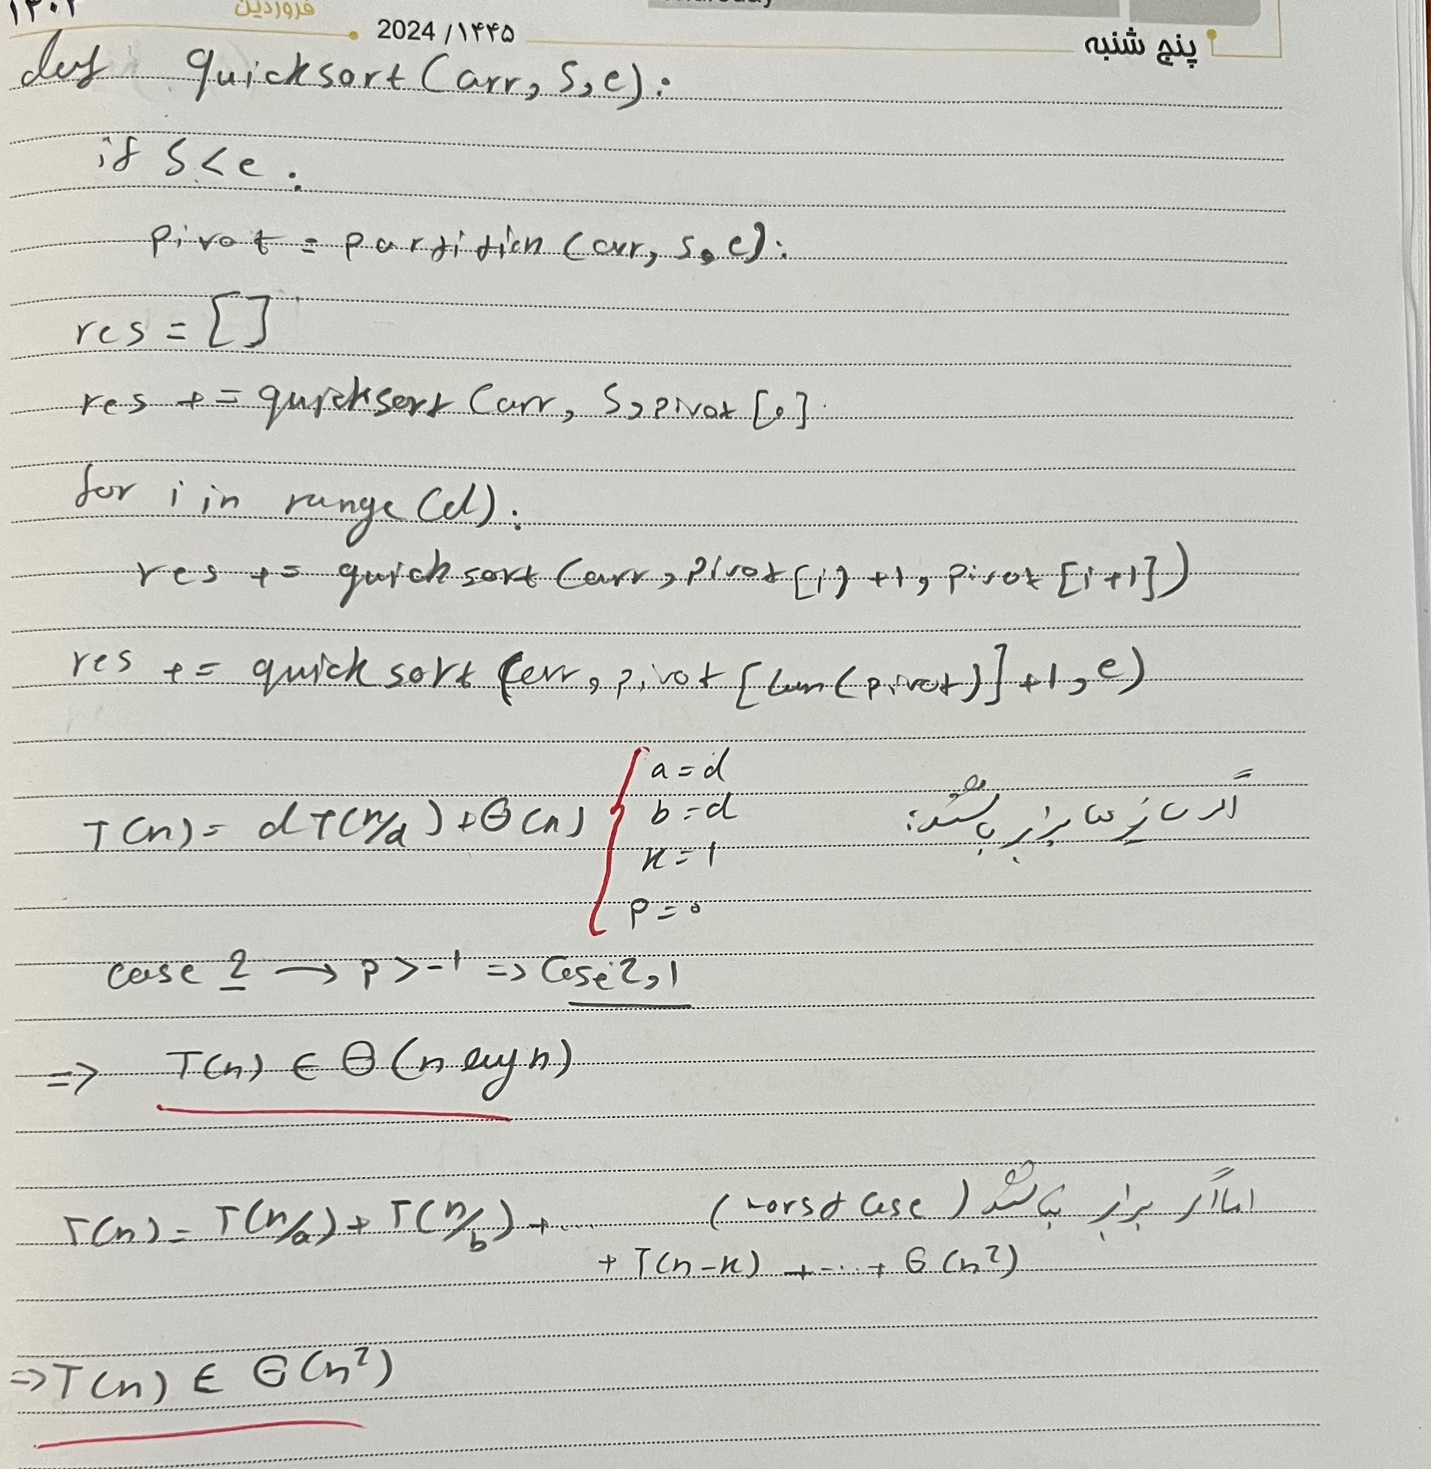 فروردین
2024/۱۴۴۵
پنج شنبه
def quicksort(arr, s, e):
if s<e:
pivot = partition (arr, s, e):
res = []
res += quicksort (arr, s, pivot [0]
for i in range (d):
res += quicksort (arr, pivot [i] +1, pivot [i+1])
res += quicksort (arr, pivot [len(pivot)] +1, e)
T(n) = dT(n/d) + Θ(n)
a = d
b = d
k = 1
p = 0
اگر سایز ها برابر باشند:
case 2 → p > -1 => Case 2,1
=> T(n) ∈ Θ(n log n)
اما اگر برابر نباشند (worst case)
T(n) = T(n/a) + T(n/b) + ...
+ T(n-k) + ... + Θ(n²)
=> T(n) ∈ Θ(n²)